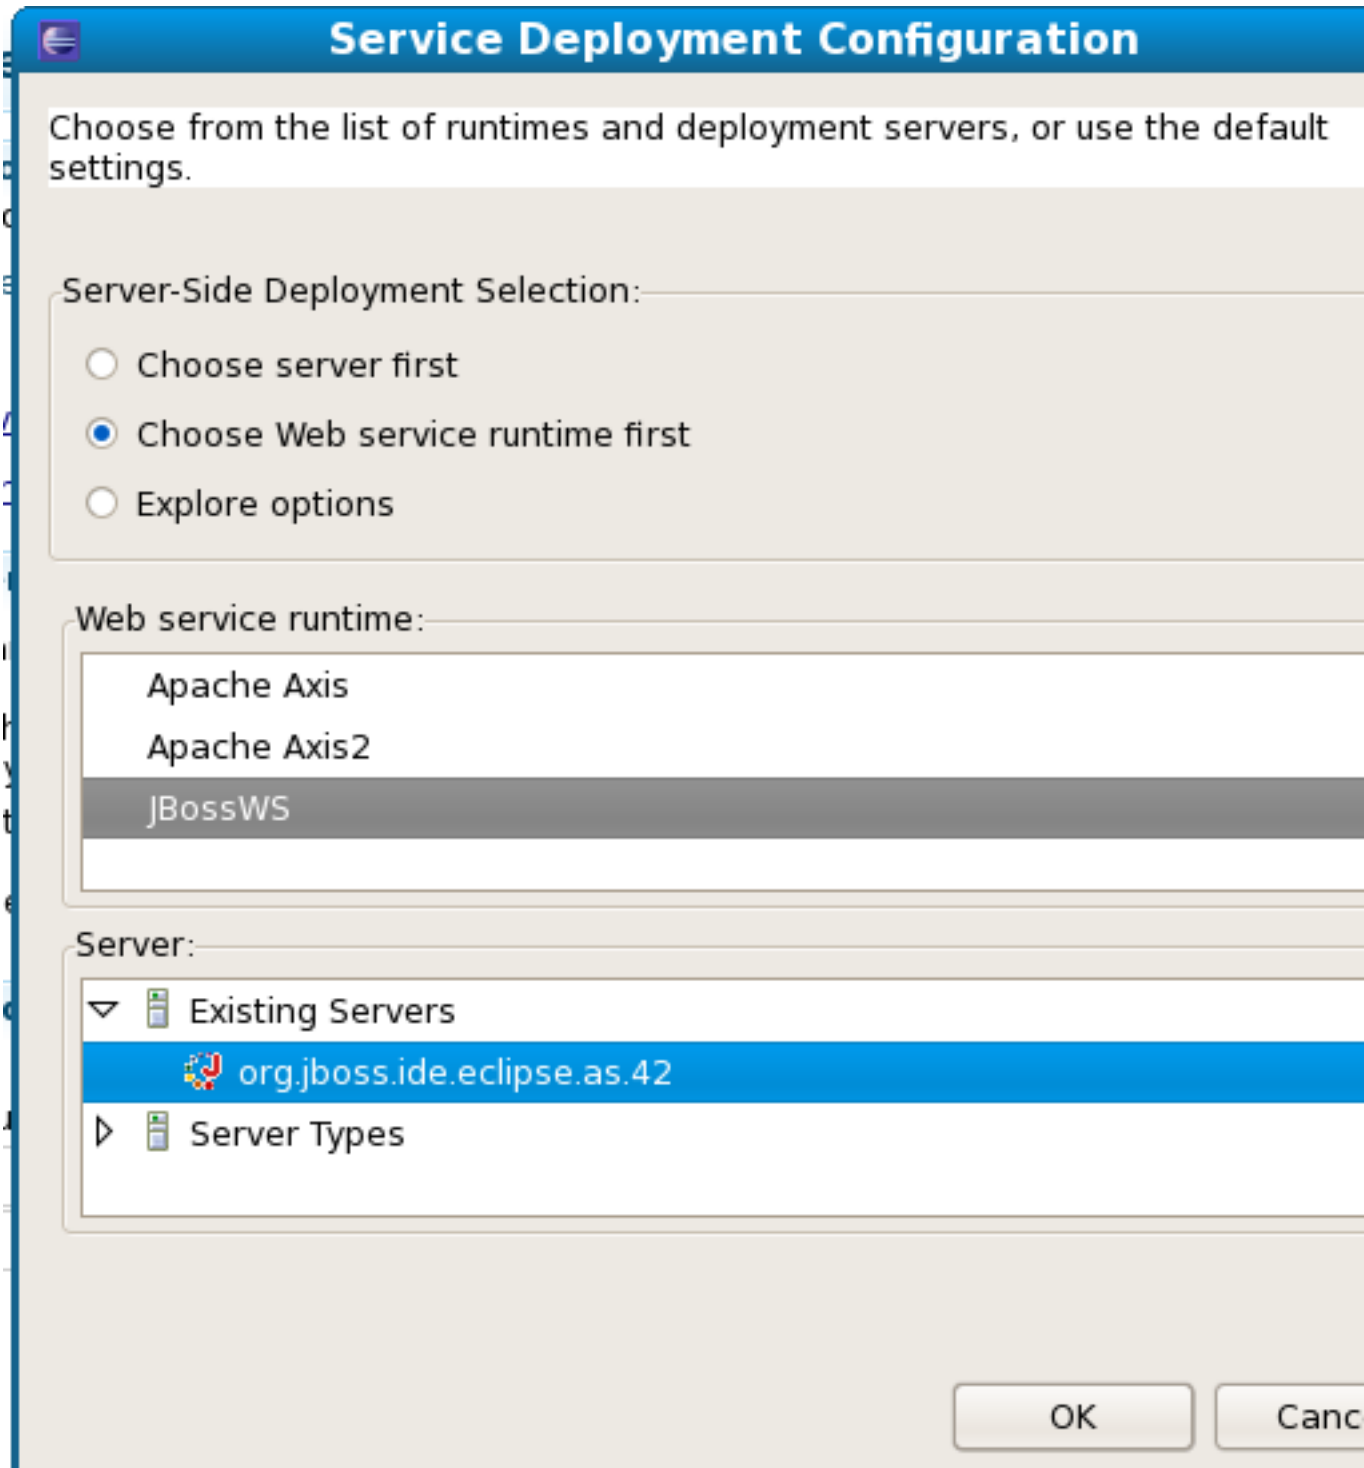 Service Deployment Configuration
Choose from the list of runtimes and deployment servers, or use the default
settings.
Server-Side Deployment Selection:
Choose server first
Choose Web service runtime first
Explore options
Web service runtime:
Apache Axis
Apache Axis2
JBossWS
Server:
Existing Servers
org.jboss.ide.eclipse.as.42
Server Types
OK